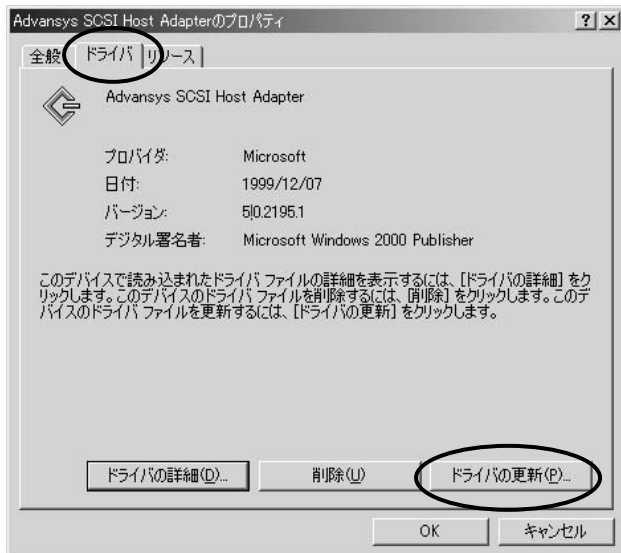 Advansys SCSI Host Adapterのプロパティ
全般
ドライバ
リソース
Advansys SCSI Host Adapter
プロバイダ: Microsoft
日付: 1999/12/07
バージョン: 5.0.2195.1
デジタル署名者: Microsoft Windows 2000 Publisher
このデバイスで読み込まれたドライバ ファイルの詳細を表示するには、[ドライバの詳細] をク
リックします。このデバイスのドライバ ファイルを削除するには、[削除] をクリックします。このデ
バイスのドライバ ファイルを更新するには、[ドライバの更新] をクリックします。
ドライバの詳細(D)...
削除(U)
ドライバの更新(P)...
OK
キャンセル